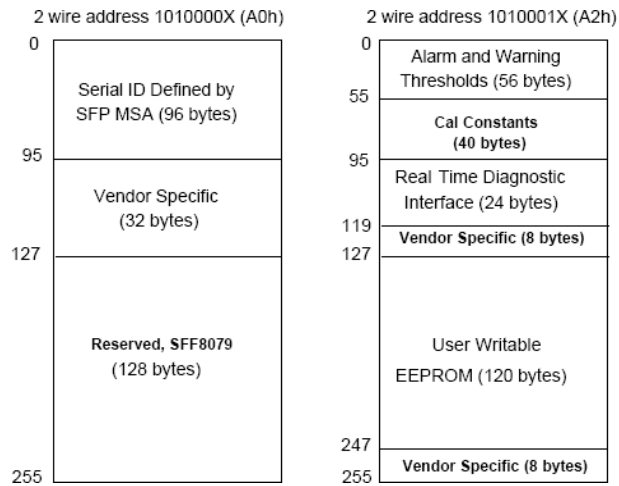 2 wire address 1010000X (A0h)
0
Serial ID Defined by
SFP MSA (96 bytes)
95
Vendor Specific
(32 bytes)
127
Reserved, SFF8079
(128 bytes)
255
2 wire address 1010001X (A2h)
0
Alarm and Warning
Thresholds (56 bytes)
55
Cal Constants
(40 bytes)
95
Real Time Diagnostic
Interface (24 bytes)
119
Vendor Specific (8 bytes)
127
User Writable
EEPROM (120 bytes)
247
Vendor Specific (8 bytes)
255